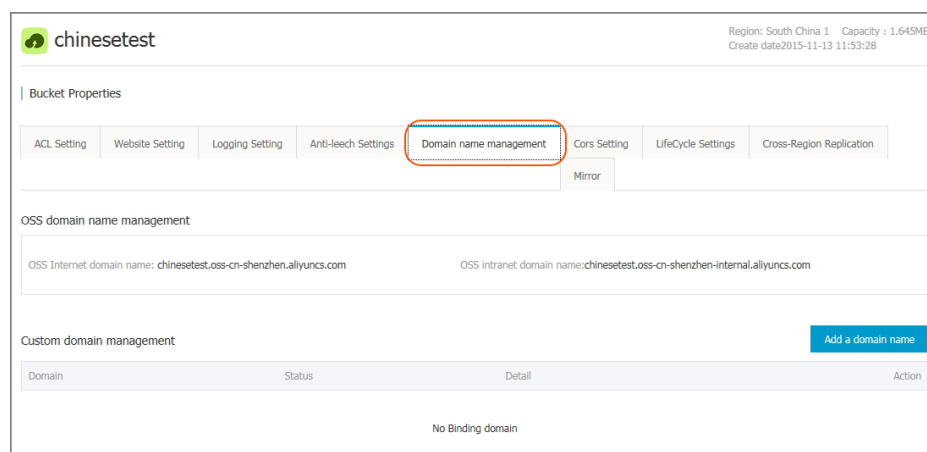 chinesetest
Region: South China 1 Capacity : 1.645MB
Create date2015-11-13 11:53:28
Bucket Properties
ACL Setting Website Setting Logging Setting Anti-leech Settings Domain name management Cors Setting LifeCycle Settings Cross-Region Replication
Mirror
OSS domain name management
OSS Internet domain name: chinesetest.oss-cn-shenzhen.aliyuncs.com OSS intranet domain name:chinesetest.oss-cn-shenzhen-internal.aliyuncs.com
Custom domain management Add a domain name
Domain Status Detail Action
No Binding domain